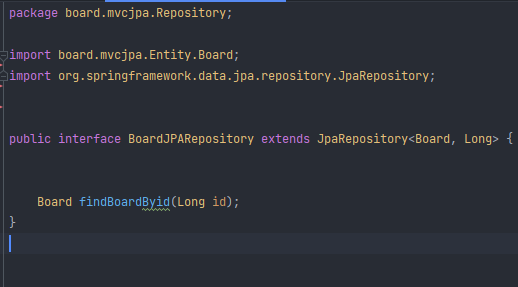 package board.mvcjpa.Repository;
import board.mvcjpa.Entity.Board;
import org.springframework.data.jpa.repository.JpaRepository;
public interface BoardJPARepository extends JpaRepository<Board, Long> {
Board findBoardByid(Long id);
}